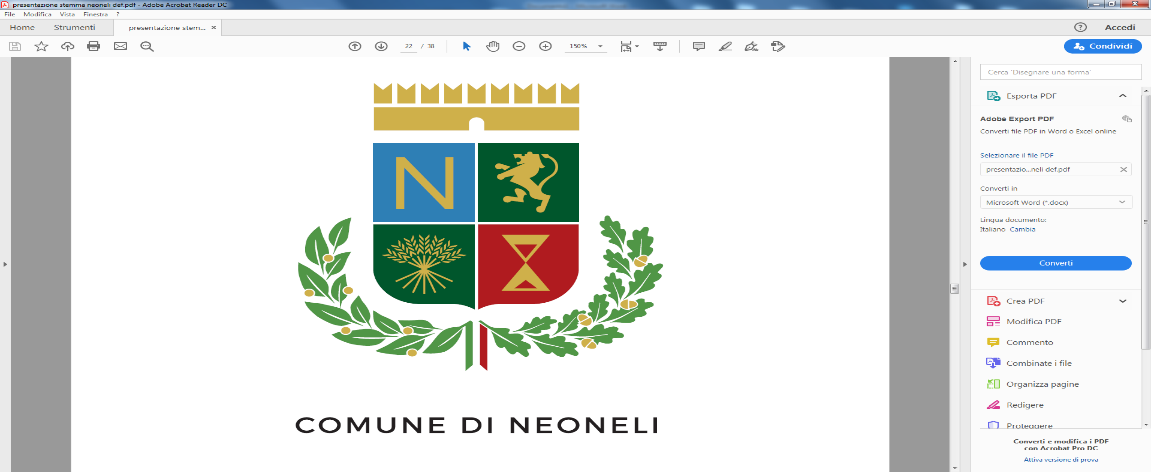 presentazione stemma neoneli def.pdf - Adobe Acrobat Reader DC
File Modifica Vista Finestra ?
Home Strumenti presentazione stem... × Accedi
22 / 38 150% Condividi
Cerca 'Disegnare una forma'
Esporta PDF
Adobe Export PDF
Converti file PDF in Word o Excel online
Selezionare il file PDF
presentazio...neli def.pdf
Converti in
Microsoft Word (*.docx)
Lingua documento:
Italiano Cambia
Converti
Crea PDF
Modifica PDF
Commento
Combinate i file
Organizza pagine
Redigere
Proteggere
Converti e modifica i PDF
con Acrobat Pro DC
Attiva versione di prova
N
COMUNE DI NEONELI